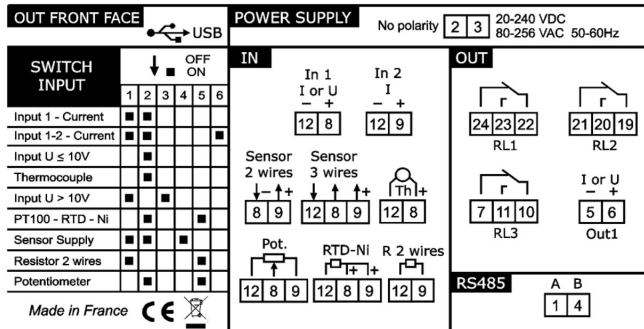 OUT FRONT FACE
USB
SWITCH INPUT
OFF
ON
1 2 3 4 5 6
Input 1 - Current ■ ■
Input 1-2 - Current ■ ■ ■
Input U ≤ 10V ■
Thermocouple ■
Input U > 10V ■ ■
PT100 - RTD - Ni ■ ■
Sensor Supply ■ ■ ■
Resistor 2 wires ■ ■
Potentiometer ■ ■
Made in France CE
POWER SUPPLY
No polarity 2 3 20-240 VDC
80-256 VAC 50-60Hz
IN
In 1
I or U
− +
12 8
In 2
I
− +
12 9
Sensor
2 wires
− +
8 9
Sensor
3 wires
+
12 8 9
Th +
12 8
Pot.
12 8 9
RTD-Ni
+ +
12 8 9
R 2 wires
12 9
OUT
24 23 22
RL1
21 20 19
RL2
7 11 10
RL3
I or U
− +
5 6
Out1
RS485
A B
1 4